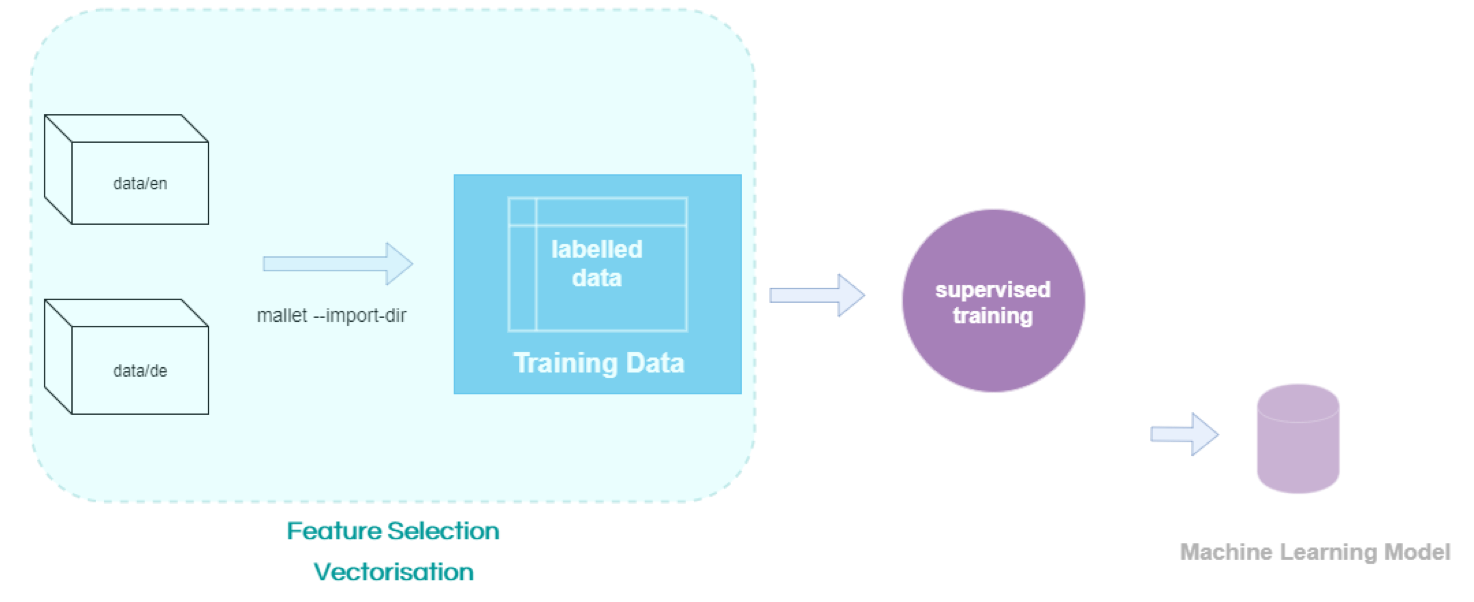 data/en
data/de
mallet --import-dir
labelled
data
Training Data
supervised
training
Machine Learning Model
Feature Selection
Vectorisation